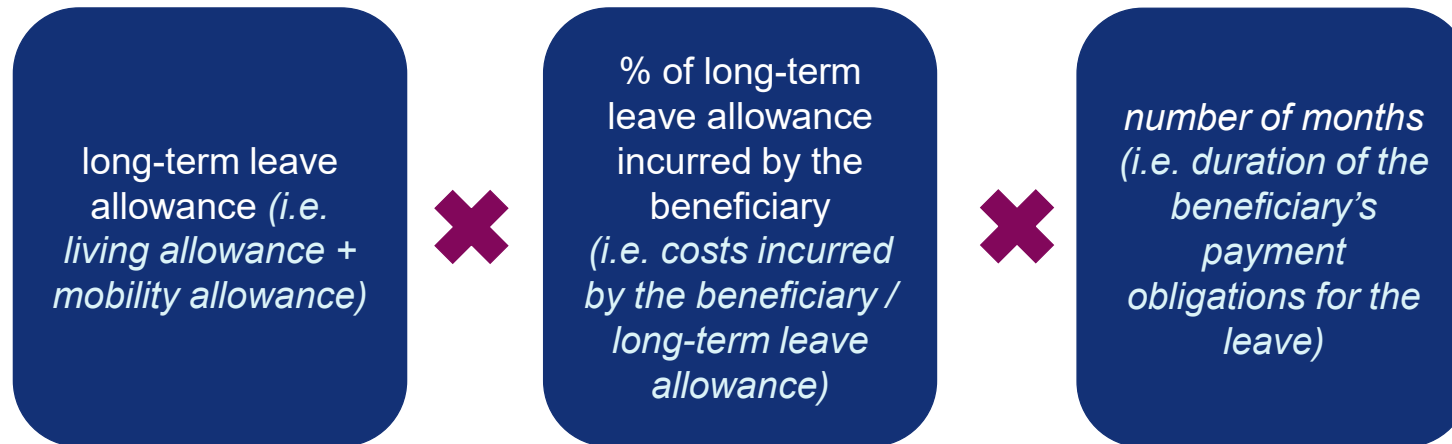 long-term leave
allowance (i.e.
living allowance +
mobility allowance)
% of long-term
leave allowance
incurred by the
beneficiary
(i.e. costs incurred
by the beneficiary /
long-term leave
allowance)
number of months
(i.e. duration of the
beneficiary’s
payment
obligations for the
leave)